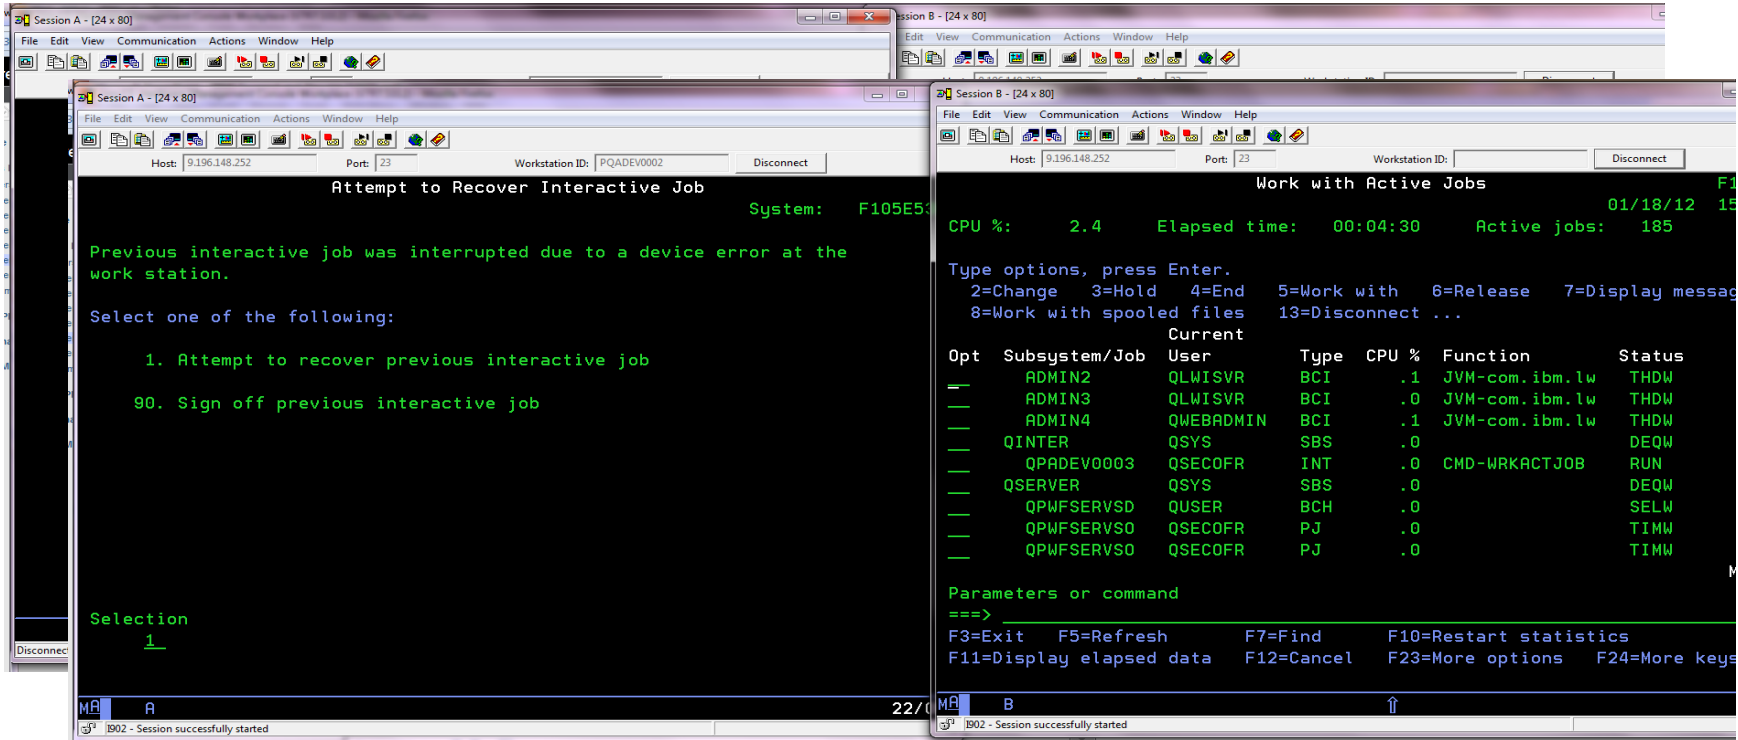 Session A - [24 x 80]
File Edit View Communication Actions Window Help
Disconnec
ession B - [24 x 80]
Edit View Communication Actions Window Help
Session A - [24 x 80]
File Edit View Communication Actions Window Help
Host: 9.196.148.252 Port: 23 Workstation ID: PQADEV0002 Disconnect
Attempt to Recover Interactive Job
System: F105E53
Previous interactive job was interrupted due to a device error at the
work station.
Select one of the following:
1. Attempt to recover previous interactive job
90. Sign off previous interactive job
Selection
1
MA A 22/0
I902 - Session successfully started
Session B - [24 x 80]
File Edit View Communication Actions Window Help
Host: 9.196.148.252 Port: 23 Workstation ID: Disconnect
Work with Active Jobs F1
01/18/12 15
CPU %: 2.4 Elapsed time: 00:04:30 Active jobs: 185
Type options, press Enter.
2=Change 3=Hold 4=End 5=Work with 6=Release 7=Display messag
8=Work with spooled files 13=Disconnect ...
Current
Opt Subsystem/Job User Type CPU % Function Status
ADMIN2 QLWISVR BCI .1 JVM-com.ibm.lw THDW
ADMIN3 QLWISVR BCI .0 JVM-com.ibm.lw THDW
ADMIN4 QWEBADMIN BCI .1 JVM-com.ibm.lw THDW
QINTER QSYS SBS .0 DEQW
QPADEV0003 QSECOFR INT .0 CMD-WRKACTJOB RUN
QSERVER QSYS SBS .0 DEQW
QPWFSERVSD QUSER BCH .0 SELW
QPWFSERVSO QSECOFR PJ .0 TIMW
QPWFSERVSO QSECOFR PJ .0 TIMW
M
Parameters or command
===>
F3=Exit F5=Refresh F7=Find F10=Restart statistics
F11=Display elapsed data F12=Cancel F23=More options F24=More keys
MA B
I902 - Session successfully started